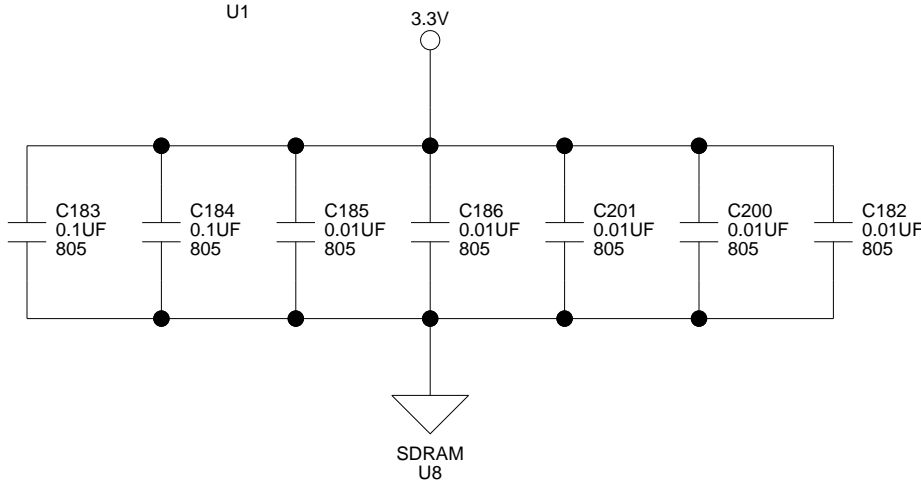 U1
3.3V
C183
0.1UF
805
C184
0.1UF
805
C185
0.01UF
805
C186
0.01UF
805
C201
0.01UF
805
C200
0.01UF
805
C182
0.01UF
805
SDRAM
U8